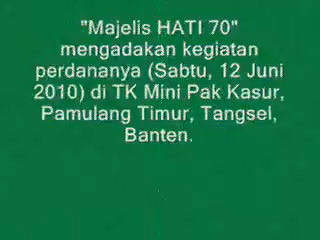 "Majelis HATI 70"
mengadakan kegiatan
perdananya (Sabtu, 12 Juni
2010) di TK Mini Pak Kasur,
Pamulang Timur, Tangsel,
Banten.